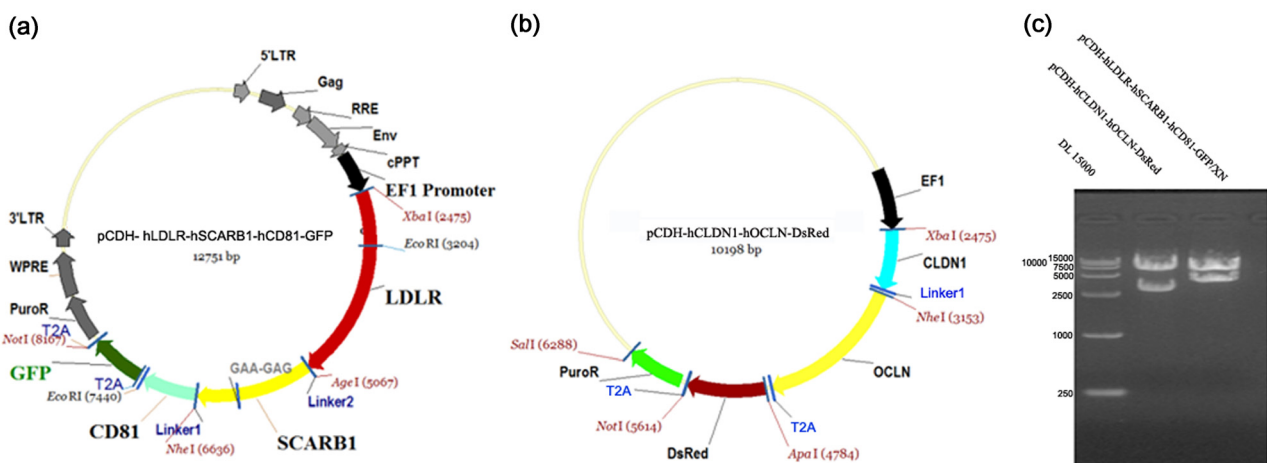 (a)
5'LTR
Gag
RRE
Env
cPPT
EF1 Promoter
XbaI (2475)
EcoRI (3204)
LDLR
AgeI (5067)
Linker2
GAA-GAG
SCARB1
Linker1
NheI (6636)
CD81
T2A
EcoRI (7440)
GFP
NotI (8167)
T2A
PuroR
WPRE
3'LTR
pCDH- hLDLR-hSCARB1-hCD81-GFP
12751 bp
(b)
EF1
XbaI (2475)
CLDN1
Linker1
NheI (3153)
OCLN
T2A
ApaI (4784)
DsRed
NotI (5614)
T2A
PuroR
SalI (6288)
pCDH-hCLDN1-hOCLN-DsRed
10198 bp
(c)
DL 15000
pCDH-hCLDN1-hOCLN-DsRed
pCDH-hLDLR-hSCARB1-hCD81-GFP/XN
15000
10000
7500
5000
2500
1000
250